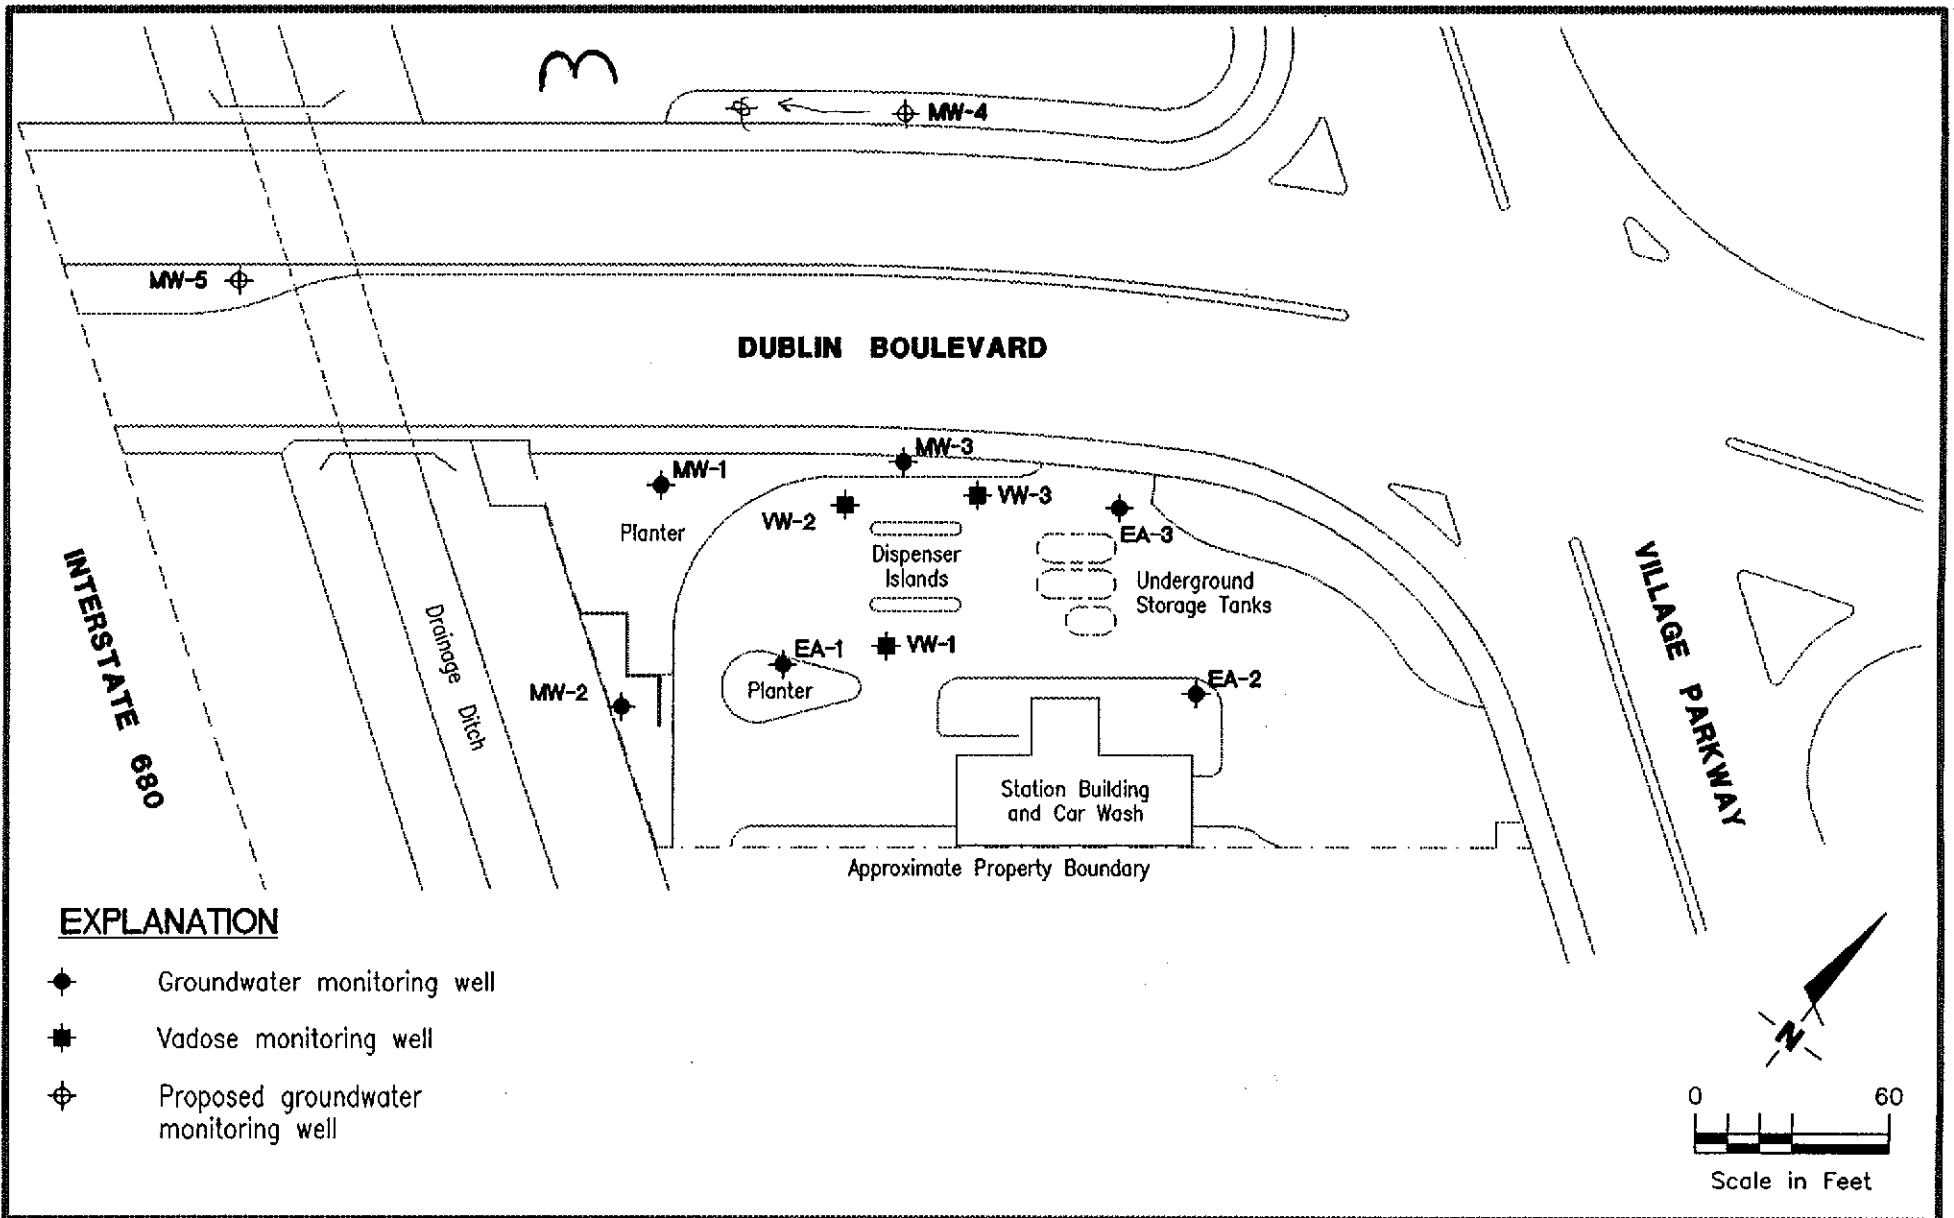 3
MW-4
MW-5
DUBLIN BOULEVARD
MW-3
MW-1
VW-3
VW-2
EA-3
Planter
Dispenser
Islands
Underground
Storage Tanks
INTERSTATE 680
Drainage Ditch
VILLAGE PARKWAY
EA-1
VW-1
MW-2
Planter
EA-2
Station Building
and Car Wash
Approximate Property Boundary
EXPLANATION
Groundwater monitoring well
Vadose monitoring well
Proposed groundwater
monitoring well
N
0 60
Scale in Feet